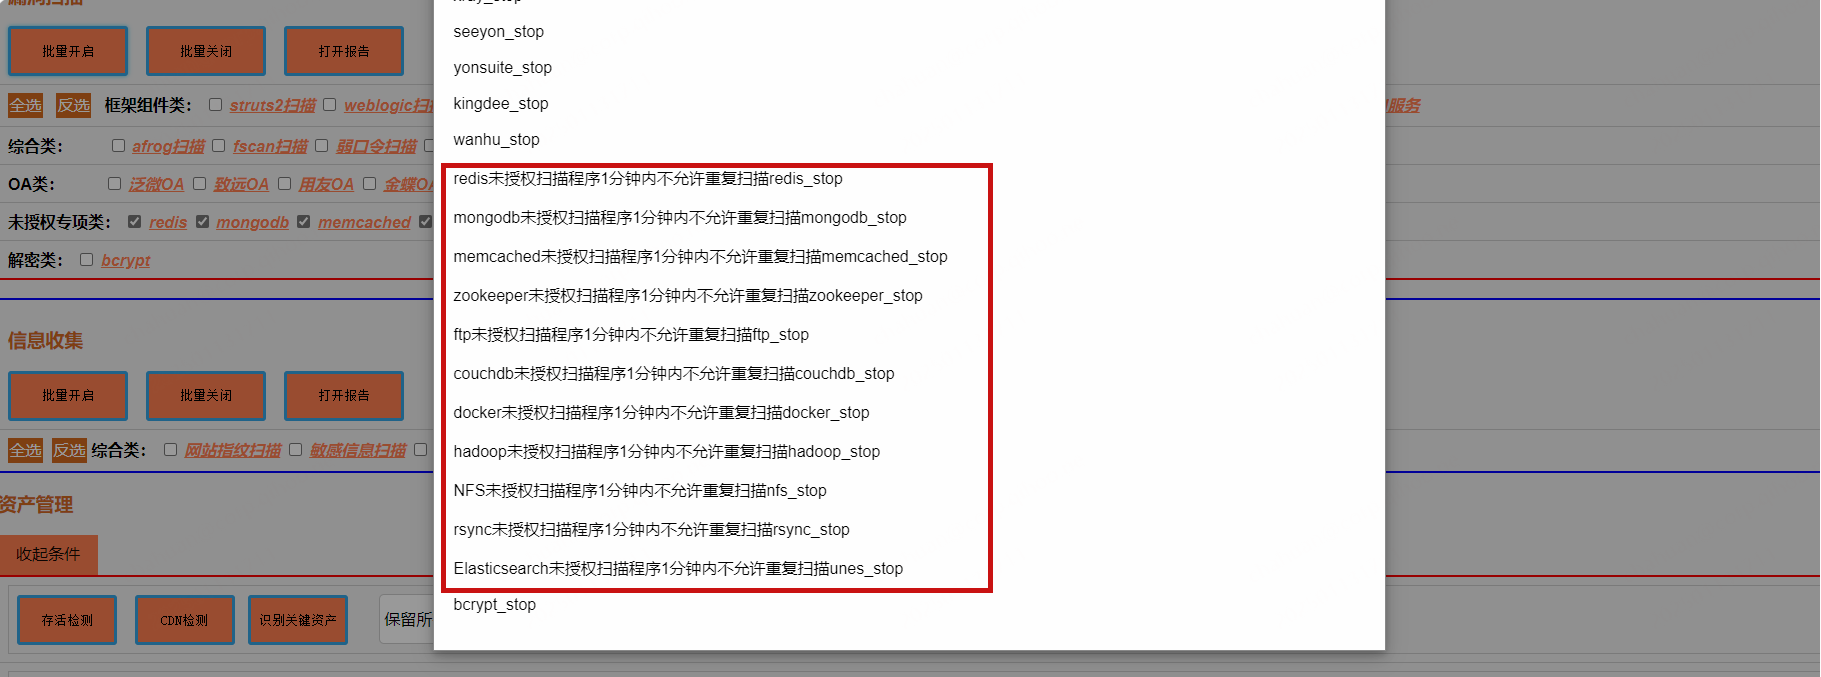 漏洞扫描
批量开启 批量关闭 打开报告
全选 反选 框架组件类： struts2扫描 weblogic扫
服务
综合类： afrog扫描 fscan扫描 弱口令扫描
OA类： 泛微OA 致远OA 用友OA 金蝶OA
未授权专项类： redis mongodb memcached
解密类： bcrypt
信息收集
批量开启 批量关闭 打开报告
全选 反选 综合类： 网站指纹扫描 敏感信息扫描
资产管理
收起条件
存活检测 CDN检测 识别关键资产 保留所
xray_stop
seeyon_stop
yonsuite_stop
kingdee_stop
wanhu_stop
redis未授权扫描程序1分钟内不允许重复扫描redis_stop
mongodb未授权扫描程序1分钟内不允许重复扫描mongodb_stop
memcached未授权扫描程序1分钟内不允许重复扫描memcached_stop
zookeeper未授权扫描程序1分钟内不允许重复扫描zookeeper_stop
ftp未授权扫描程序1分钟内不允许重复扫描ftp_stop
couchdb未授权扫描程序1分钟内不允许重复扫描couchdb_stop
docker未授权扫描程序1分钟内不允许重复扫描docker_stop
hadoop未授权扫描程序1分钟内不允许重复扫描hadoop_stop
NFS未授权扫描程序1分钟内不允许重复扫描nfs_stop
rsync未授权扫描程序1分钟内不允许重复扫描rsync_stop
Elasticsearch未授权扫描程序1分钟内不允许重复扫描unes_stop
bcrypt_stop